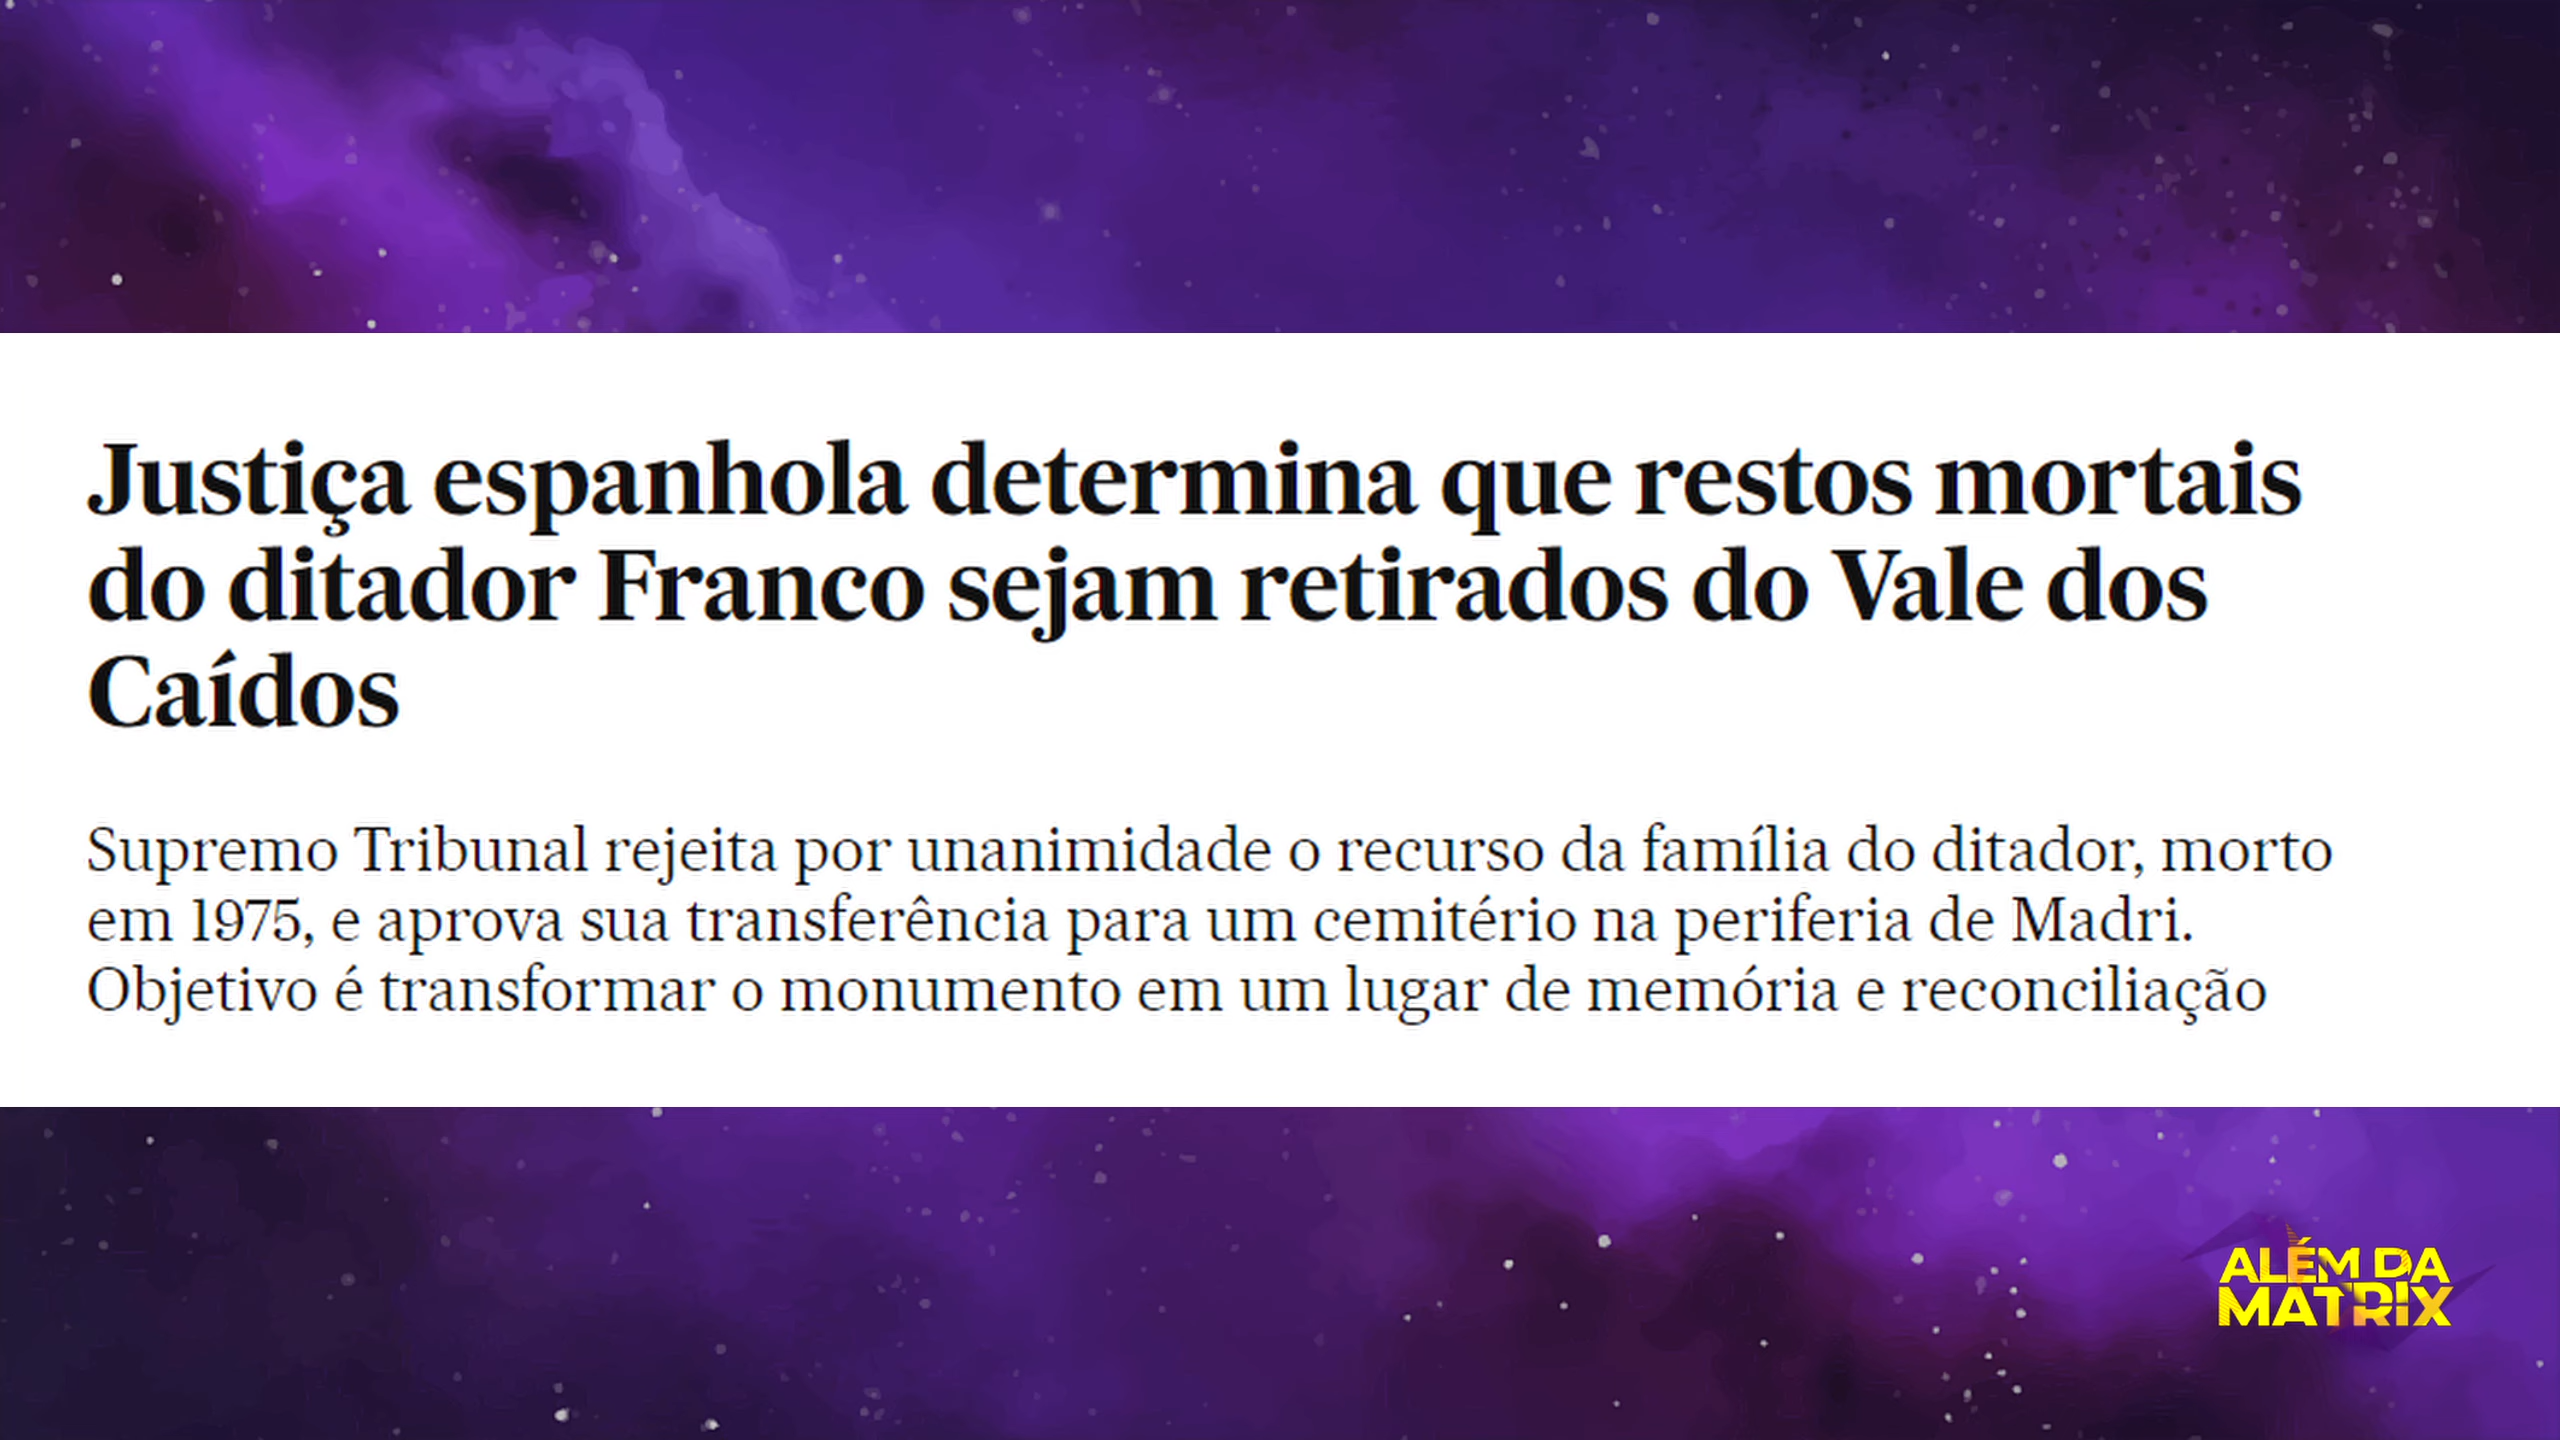 Justiça espanhola determina que restos mortais
do ditador Franco sejam retirados do Vale dos
Caídos
Supremo Tribunal rejeita por unanimidade o recurso da família do ditador, morto
em 1975, e aprova sua transferência para um cemitério na periferia de Madri.
Objetivo é transformar o monumento em um lugar de memória e reconciliação
ALÉM DA
MATRIX